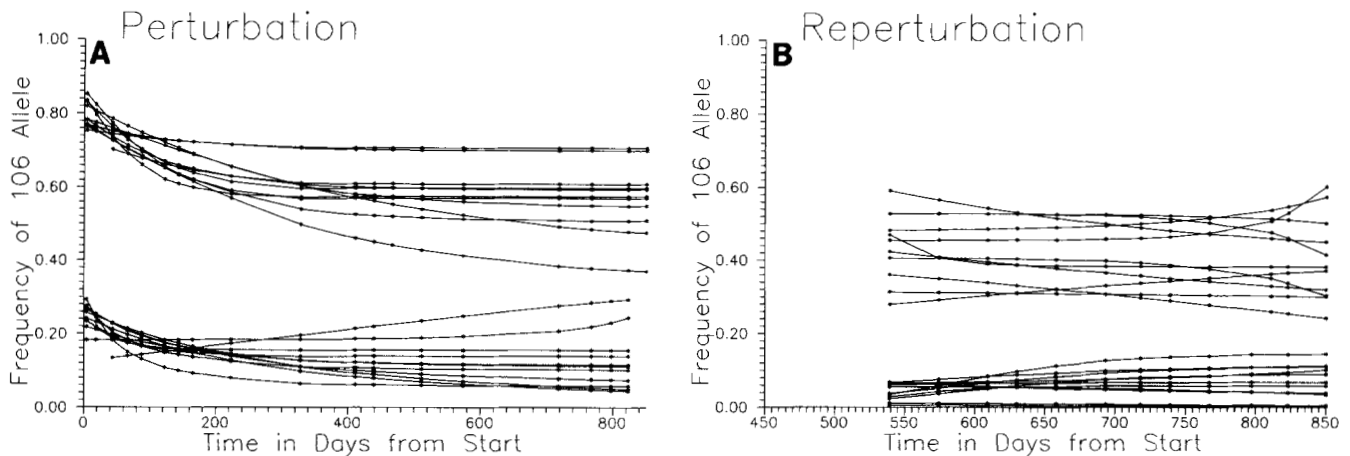 A Perturbation
1.00
0.80
0.60
0.40
0.20
0.00
Frequency of 106 Allele
0 200 400 600 800
Time in Days from Start
B Reperturbation
1.00
0.80
0.60
0.40
0.20
0.00
Frequency of 106 Allele
450 500 550 600 650 700 750 800 850
Time in Days from Start